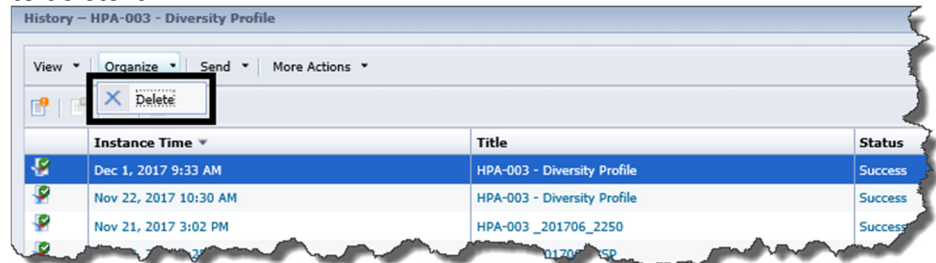 History – HPA-003 - Diversity Profile
View Organize Send More Actions
Delete
Instance Time Title Status
Dec 1, 2017 9:33 AM HPA-003 - Diversity Profile Success
Nov 22, 2017 10:30 AM HPA-003 - Diversity Profile Success
Nov 21, 2017 3:02 PM HPA-003 _201706_2250 Success